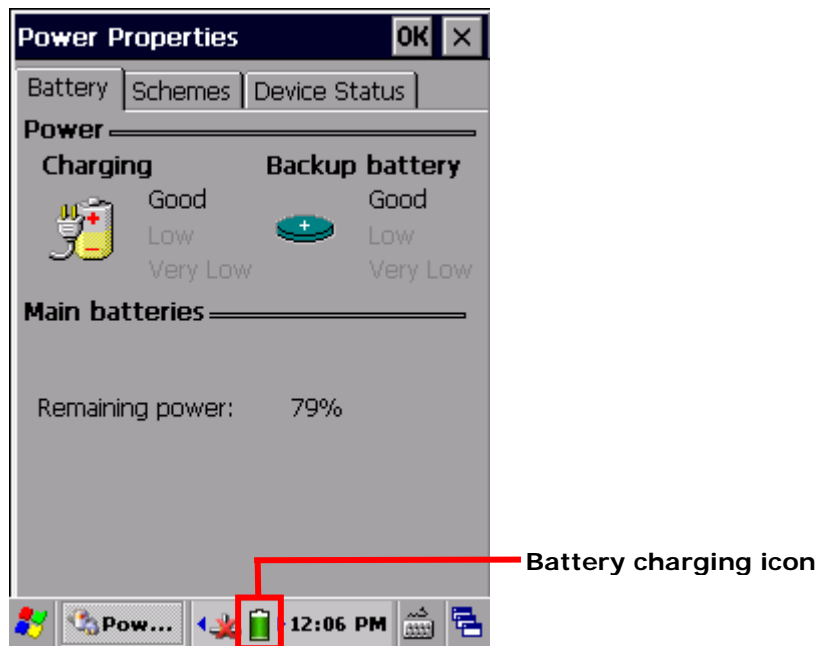 Power Properties OK ×
Battery Schemes Device Status
Power
Charging Backup battery
Good Good
Low Low
Very Low Very Low
Main batteries
Remaining power: 79%
Battery charging icon
Pow... 12:06 PM